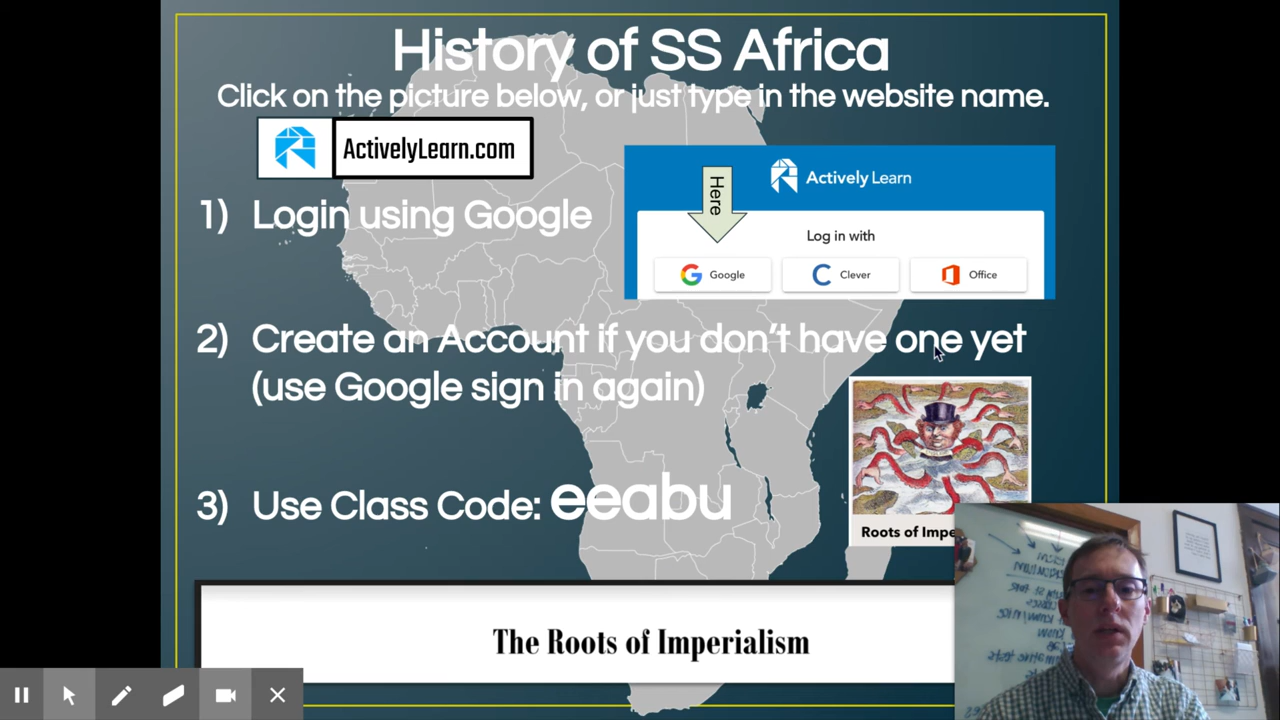 History of SS Africa
Click on the picture below, or just type in the website name.
ActivelyLearn.com
Actively Learn
Here
1) Login using Google
Log in with
Google Clever Office
2) Create an Account if you don't have one yet
(use Google sign in again)
3) Use Class Code: eeabu
Roots of Impe
The Roots of Imperialism